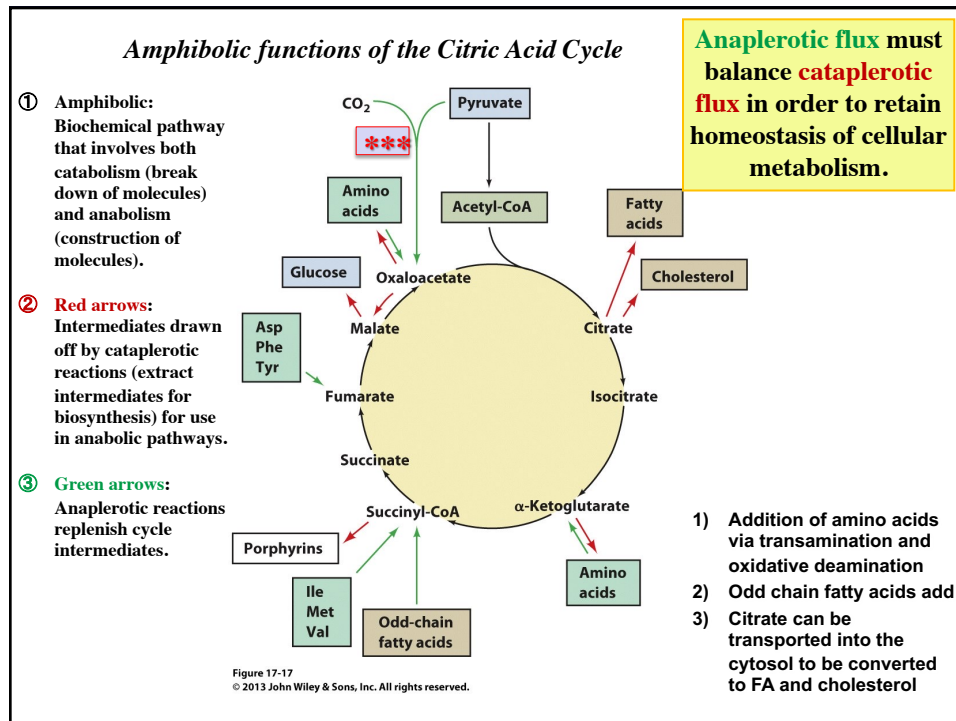 Amphibolic functions of the Citric Acid Cycle
Anaplerotic flux must
balance cataplerotic
flux in order to retain
homeostasis of cellular
metabolism.
① Amphibolic:
Biochemical pathway
that involves both
catabolism (break
down of molecules)
and anabolism
(construction of
molecules).
② Red arrows:
Intermediates drawn
off by cataplerotic
reactions (extract
intermediates for
biosynthesis) for use
in anabolic pathways.
③ Green arrows:
Anaplerotic reactions
replenish cycle
intermediates.
CO2
Pyruvate
***
Amino
acids
Acetyl-CoA
Fatty
acids
Glucose
Oxaloacetate
Cholesterol
Malate
Citrate
Asp
Phe
Tyr
Fumarate
Isocitrate
Succinate
Succinyl-CoA
α-Ketoglutarate
Porphyrins
Ile
Met
Val
Odd-chain
fatty acids
Amino
acids
1) Addition of amino acids
via transamination and
oxidative deamination
2) Odd chain fatty acids add
3) Citrate can be
transported into the
cytosol to be converted
to FA and cholesterol
Figure 17-17
© 2013 John Wiley & Sons, Inc. All rights reserved.